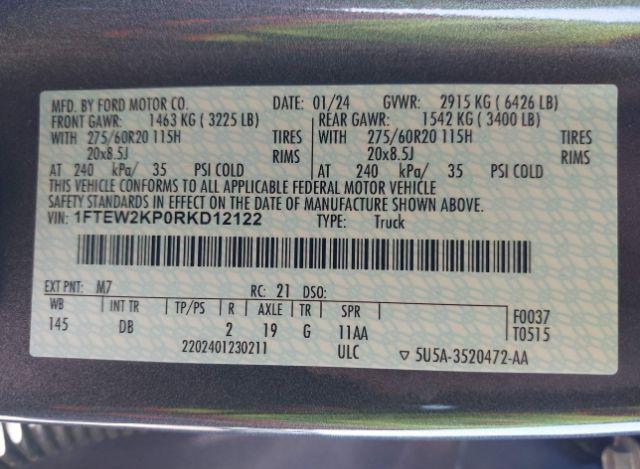 MFD. BY FORD MOTOR CO. DATE: 01/24 GVWR: 2915 KG ( 6426 LB)
FRONT GAWR: 1463 KG ( 3225 LB) REAR GAWR: 1542 KG ( 3400 LB)
WITH 275/60R20 115H TIRES WITH 275/60R20 115H TIRES
20x8.5J RIMS 20x8.5J RIMS
AT 240 kPa/ 35 PSI COLD AT 240 kPa/ 35 PSI COLD
THIS VEHICLE CONFORMS TO ALL APPLICABLE FEDERAL MOTOR VEHICLE
SAFETY STANDARDS IN EFFECT ON THE DATE OF MANUFACTURE SHOWN ABOVE.
VIN: 1FTEW2KP0RKD12122 TYPE: Truck
EXT PNT: M7 RC: 21 DSO:
WB INT TR TP/PS R AXLE TR SPR F0037
145 DB 2 19 G 11AA T0515
2202401230211 ULC ▽ 5U5A-3520472-AA